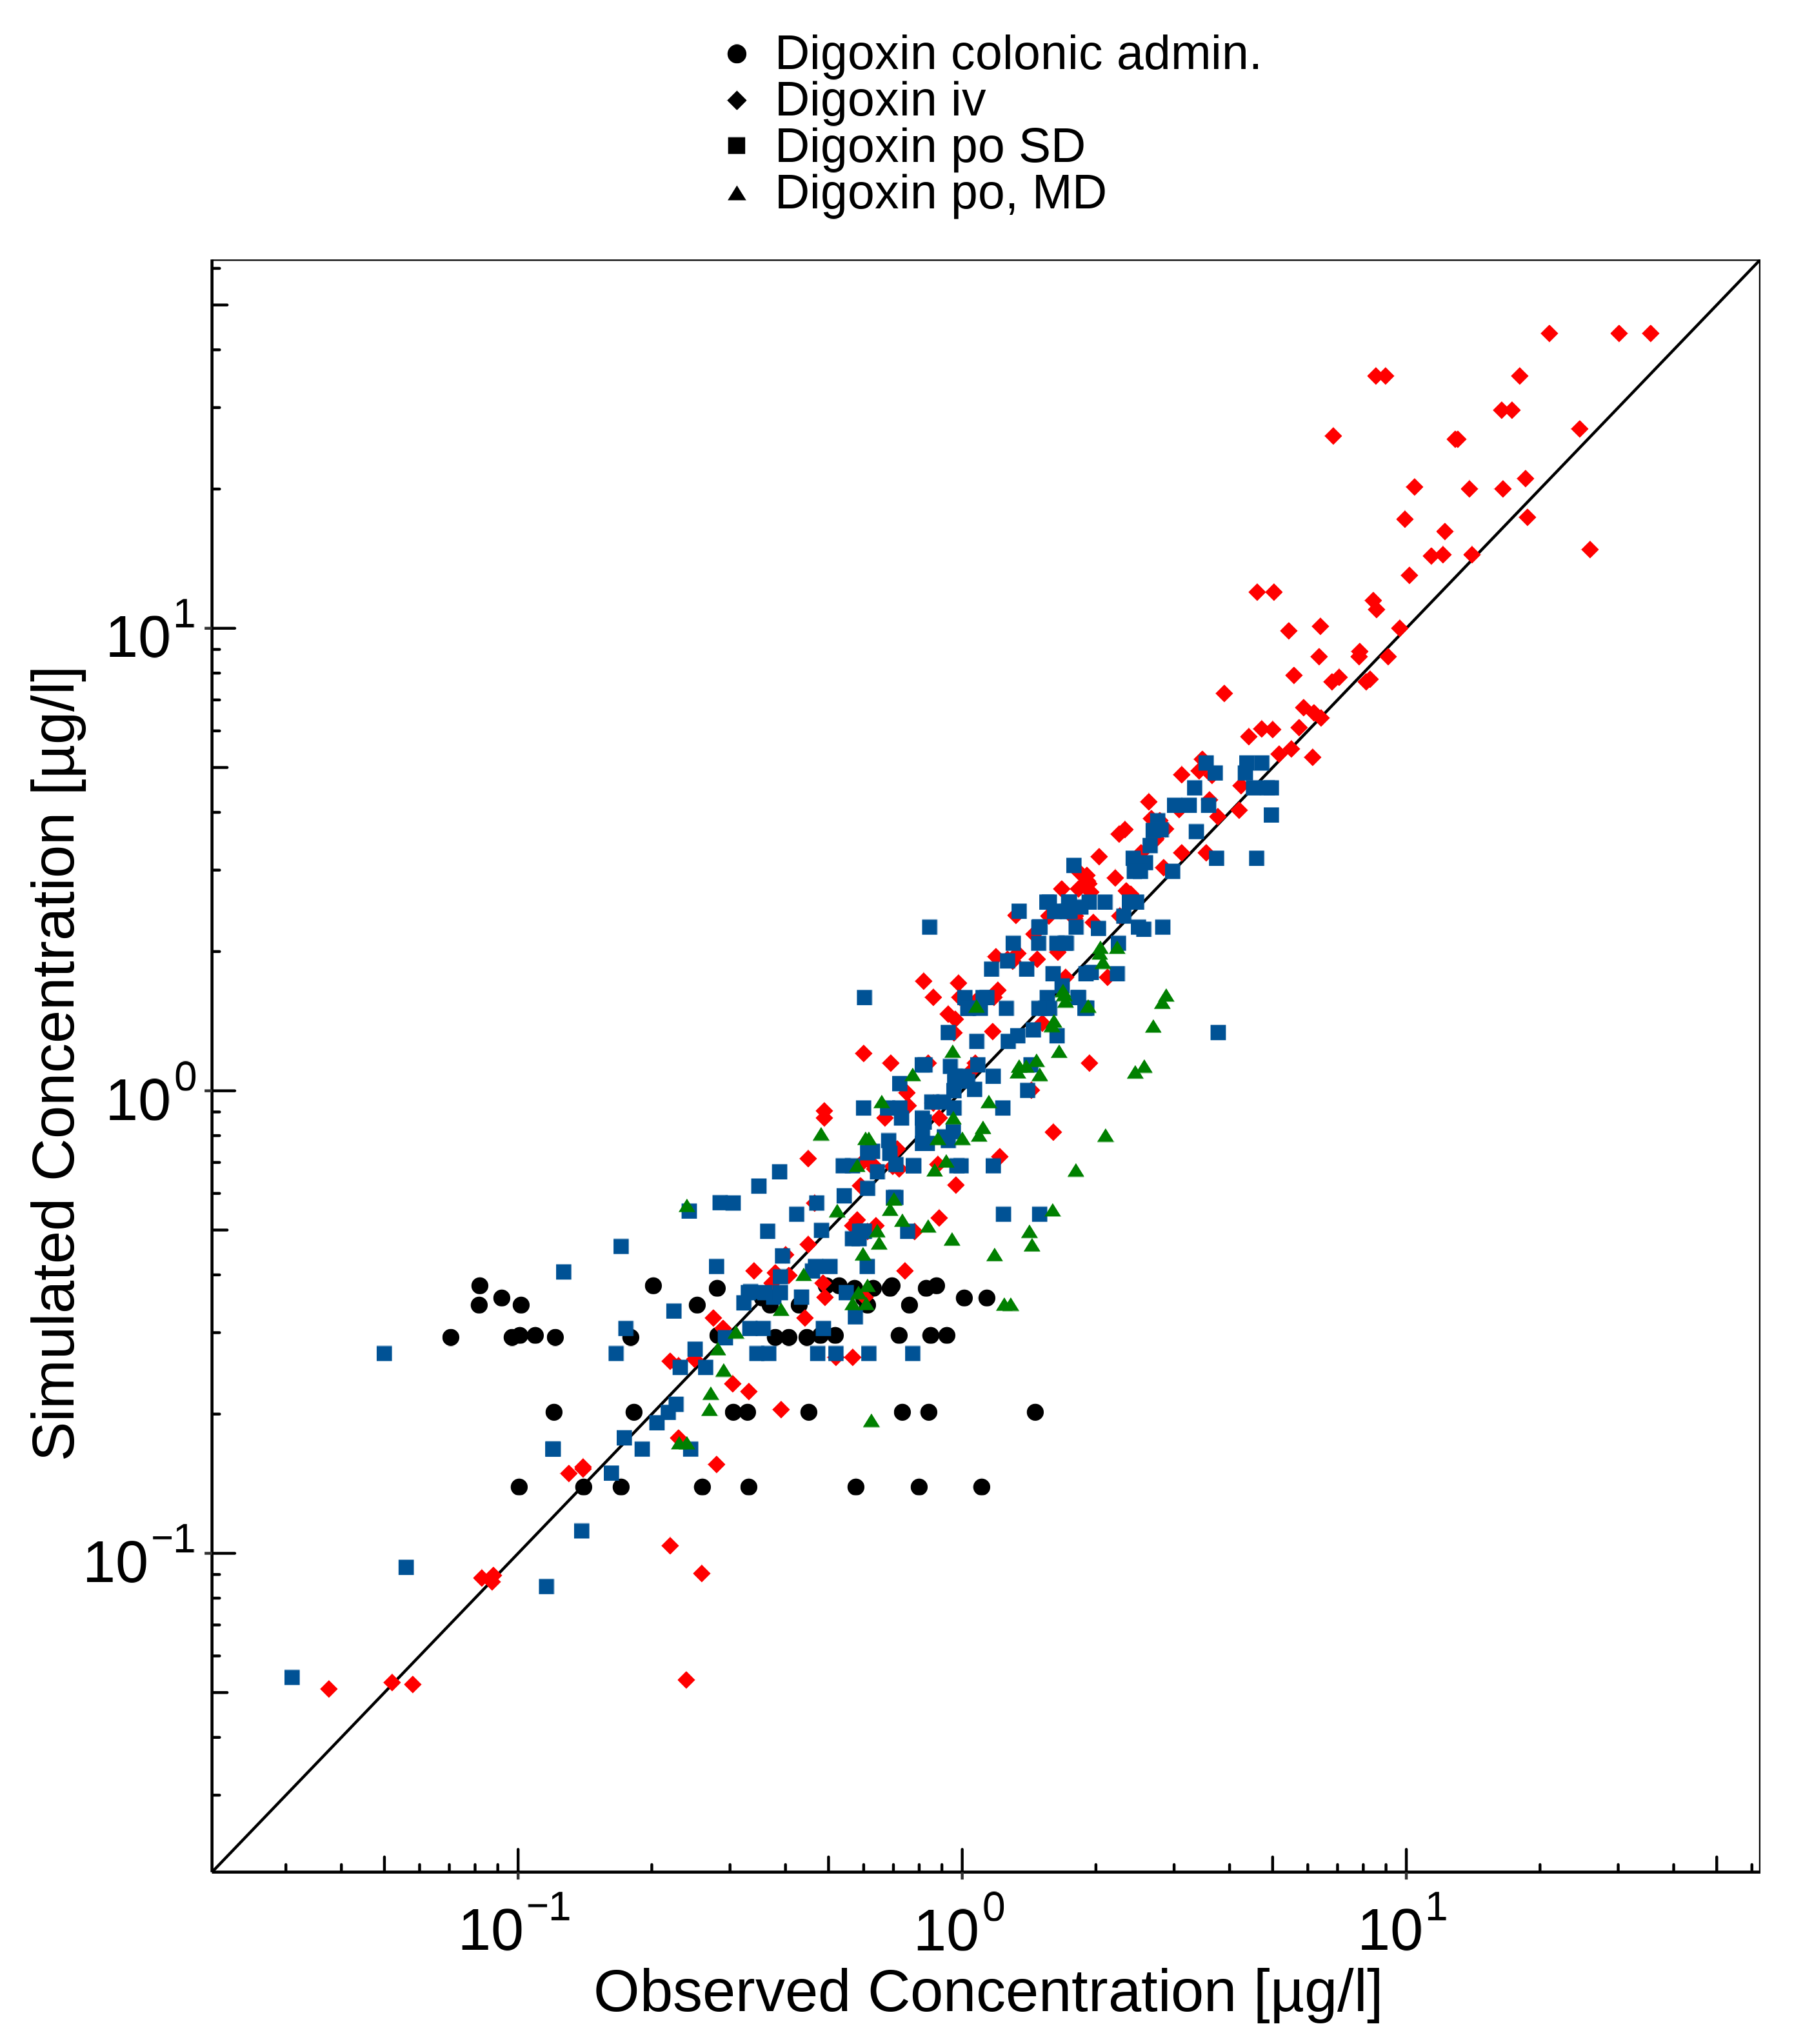 Digoxin colonic admin.
Digoxin iv
Digoxin po SD
Digoxin po, MD
Simulated Concentration [µg/l]
10^1
10^0
10^−1
10^−1 10^0 10^1
Observed Concentration [µg/l]